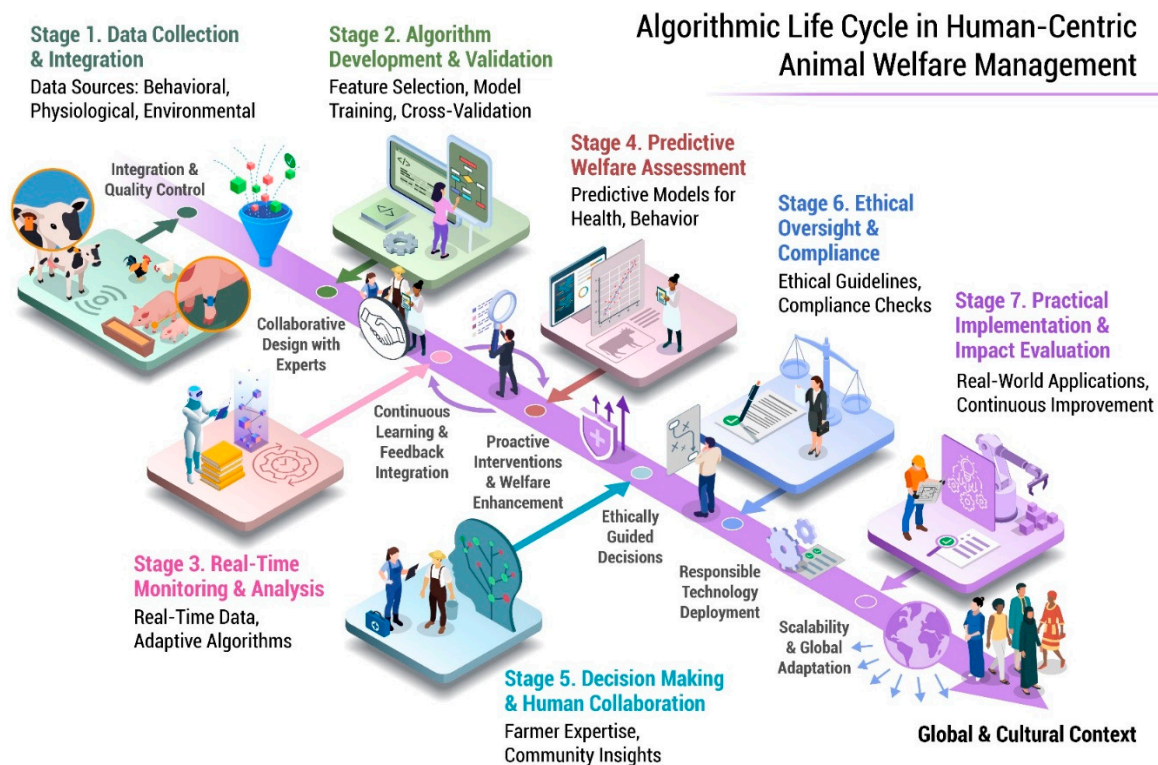 Algorithmic Life Cycle in Human-Centric
Animal Welfare Management
Stage 1. Data Collection
& Integration
Data Sources: Behavioral,
Physiological, Environmental
Integration &
Quality Control
Stage 2. Algorithm
Development & Validation
Feature Selection, Model
Training, Cross-Validation
Collaborative
Design with
Experts
Stage 3. Real-Time
Monitoring & Analysis
Real-Time Data,
Adaptive Algorithms
Continuous
Learning &
Feedback
Integration
Stage 4. Predictive
Welfare Assessment
Predictive Models for
Health, Behavior
Proactive
Interventions
& Welfare
Enhancement
Stage 5. Decision Making
& Human Collaboration
Farmer Expertise,
Community Insights
Ethically
Guided
Decisions
Stage 6. Ethical
Oversight &
Compliance
Ethical Guidelines,
Compliance Checks
Responsible
Technology
Deployment
Stage 7. Practical
Implementation &
Impact Evaluation
Real-World Applications,
Continuous Improvement
Scalability
& Global
Adaptation
Global & Cultural Context